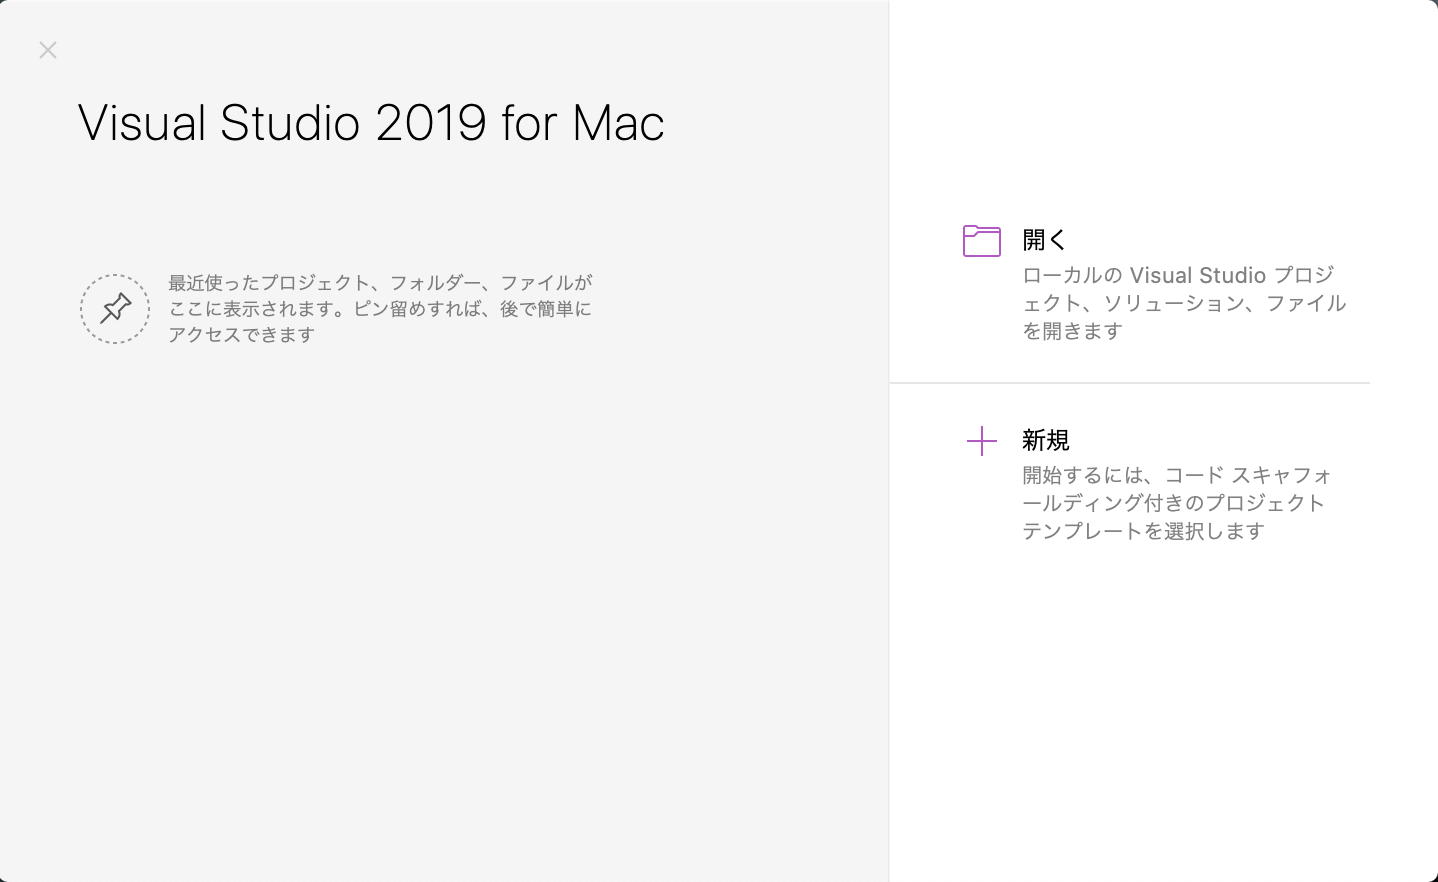 Visual Studio 2019 for Mac
最近使ったプロジェクト、フォルダー、ファイルが
ここに表示されます。ピン留めすれば、後で簡単に
アクセスできます
開く
ローカルの Visual Studio プロジ
ェクト、ソリューション、ファイル
を開きます
新規
開始するには、コード スキャフォ
ールディング付きのプロジェクト
テンプレートを選択します